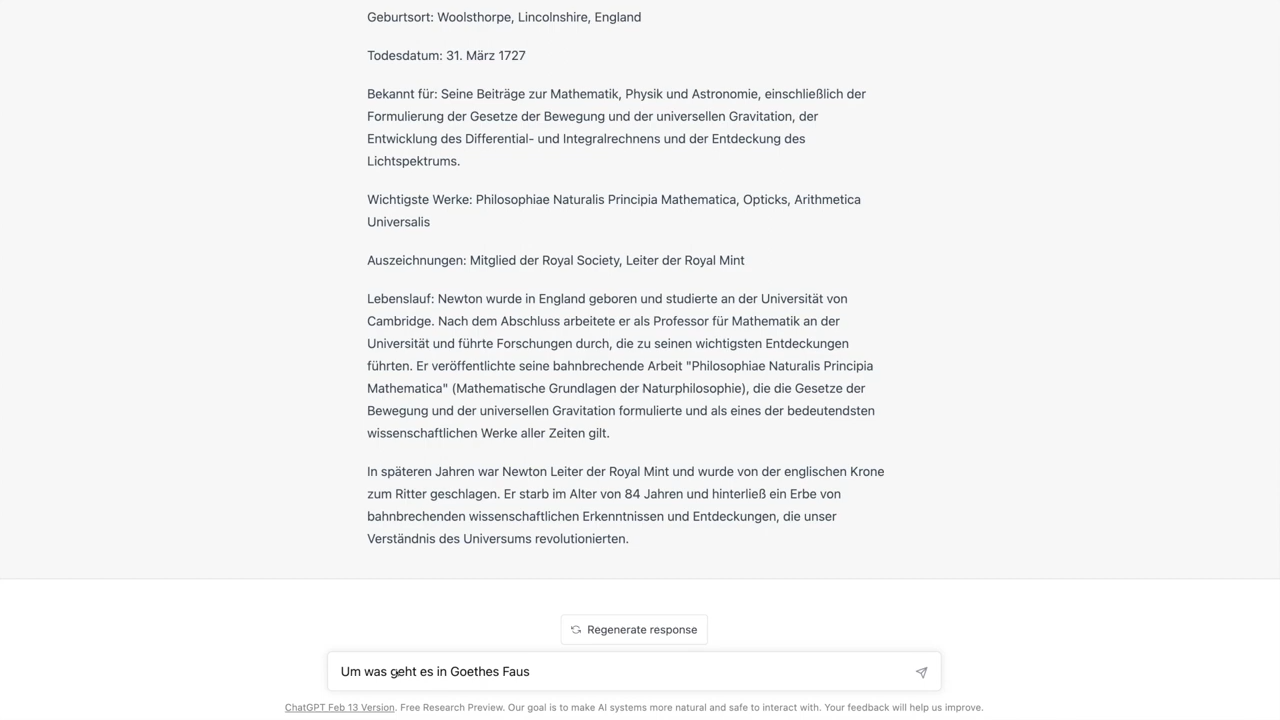 Geburtsort: Woolsthorpe, Lincolnshire, England
Todesdatum: 31. März 1727
Bekannt für: Seine Beiträge zur Mathematik, Physik und Astronomie, einschließlich der
Formulierung der Gesetze der Bewegung und der universellen Gravitation, der
Entwicklung des Differential- und Integralrechnens und der Entdeckung des
Lichtspektrums.
Wichtigste Werke: Philosophiae Naturalis Principia Mathematica, Opticks, Arithmetica
Universalis
Auszeichnungen: Mitglied der Royal Society, Leiter der Royal Mint
Lebenslauf: Newton wurde in England geboren und studierte an der Universität von
Cambridge. Nach dem Abschluss arbeitete er als Professor für Mathematik an der
Universität und führte Forschungen durch, die zu seinen wichtigsten Entdeckungen
führten. Er veröffentlichte seine bahnbrechende Arbeit "Philosophiae Naturalis Principia
Mathematica" (Mathematische Grundlagen der Naturphilosophie), die die Gesetze der
Bewegung und der universellen Gravitation formulierte und als eines der bedeutendsten
wissenschaftlichen Werke aller Zeiten gilt.
In späteren Jahren war Newton Leiter der Royal Mint und wurde von der englischen Krone
zum Ritter geschlagen. Er starb im Alter von 84 Jahren und hinterließ ein Erbe von
bahnbrechenden wissenschaftlichen Erkenntnissen und Entdeckungen, die unser
Verständnis des Universums revolutionierten.
Regenerate response
Um was geht es in Goethes Faus
ChatGPT Feb 13 Version. Free Research Preview. Our goal is to make AI systems more natural and safe to interact with. Your feedback will help us improve.